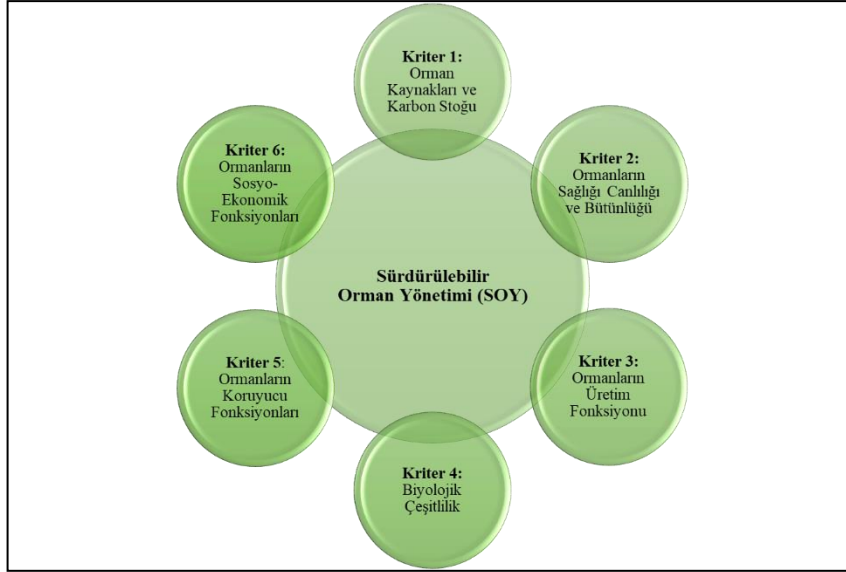 Kriter 1:
Orman
Kaynakları ve
Karbon Stoğu
Kriter 2:
Ormanların
Sağlığı Canlılığı
ve Bütünlüğü
Kriter 3:
Ormanların
Üretim
Fonksiyonu
Kriter 4:
Biyolojik
Çeşitlilik
Kriter 5:
Ormanların
Koruyucu
Fonksiyonları
Kriter 6:
Ormanların
Sosyo-
Ekonomik
Fonksiyonları
Sürdürülebilir
Orman Yönetimi (SOY)